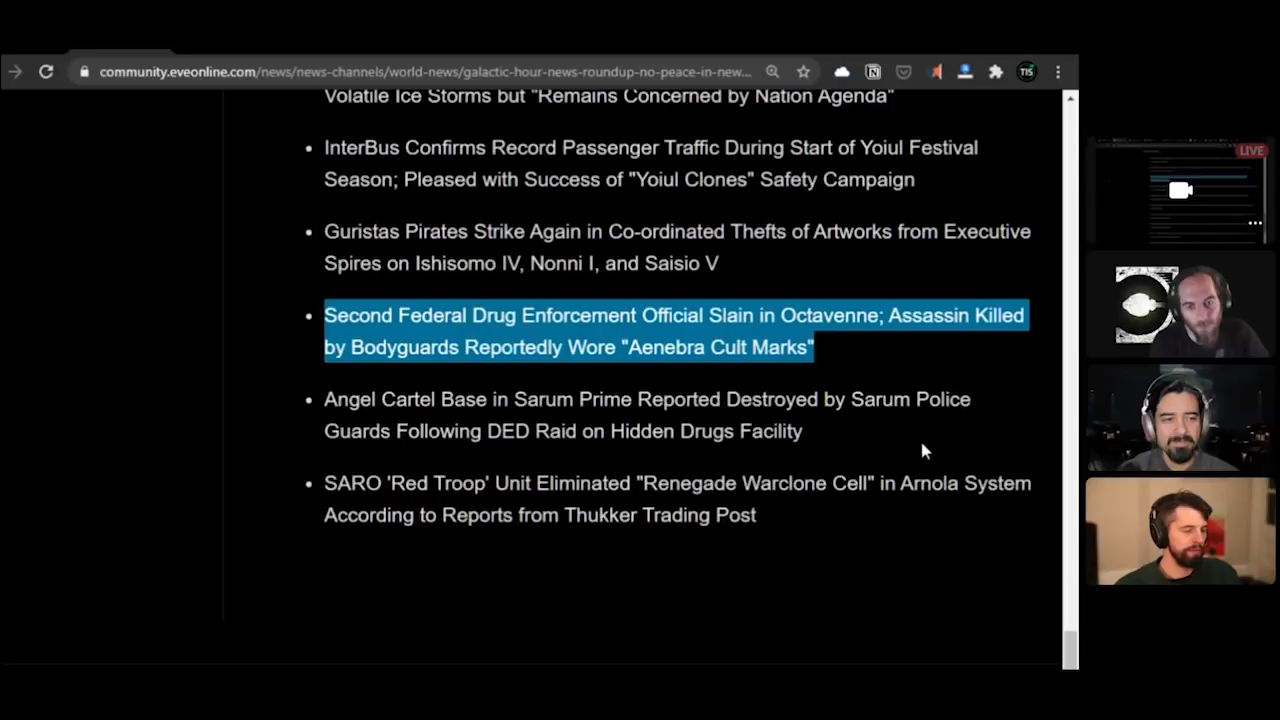 community.eveonline.com/news/news-channels/world-news/galactic-hour-news-roundup-no-peace-in-new...
TIS
Volatile Ice Storms but "Remains Concerned by Nation Agenda"
InterBus Confirms Record Passenger Traffic During Start of Yoiul Festival
Season; Pleased with Success of "Yoiul Clones" Safety Campaign
Guristas Pirates Strike Again in Co-ordinated Thefts of Artworks from Executive
Spires on Ishisomo IV, Nonni I, and Saisio V
Second Federal Drug Enforcement Official Slain in Octavenne; Assassin Killed
by Bodyguards Reportedly Wore "Aenebra Cult Marks"
Angel Cartel Base in Sarum Prime Reported Destroyed by Sarum Police
Guards Following DED Raid on Hidden Drugs Facility
SARO 'Red Troop' Unit Eliminated "Renegade Warclone Cell" in Arnola System
According to Reports from Thukker Trading Post
LIVE